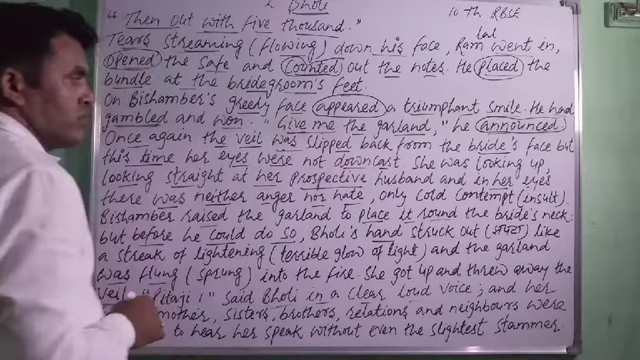 2 Bholi
10 th RBSE
"Then Out with five thousand."
Tears streaming (flowing) down his face, Ram lal went in,
opened the safe and counted out the notes. He placed the
bundle at the bridegroom's feet.
On Bishamber's greedy face appeared a triumphant smile. He had
gambled and won. "Give me the garland," he announced.
Once again the veil was slipped back from the bride's face but
this time her eyes were not downcast. She was looking up,
looking straight at her prospective husband and in her eyes
there was neither anger nor hate, only cold contempt (insult).
Bishamber raised the garland to place it round the bride's neck:
but before he could do so, Bholi's hand struck out () like
a streak of lightening (terrible glow of light) and the garland
was flung (sprung) into the fire. She got up and threw away the
veil. "Pitaji!" said Bholi in a clear loud voice; and her
mother, sisters, brothers, relations and neighbours were
to hear her speak without even the slightest stammer.